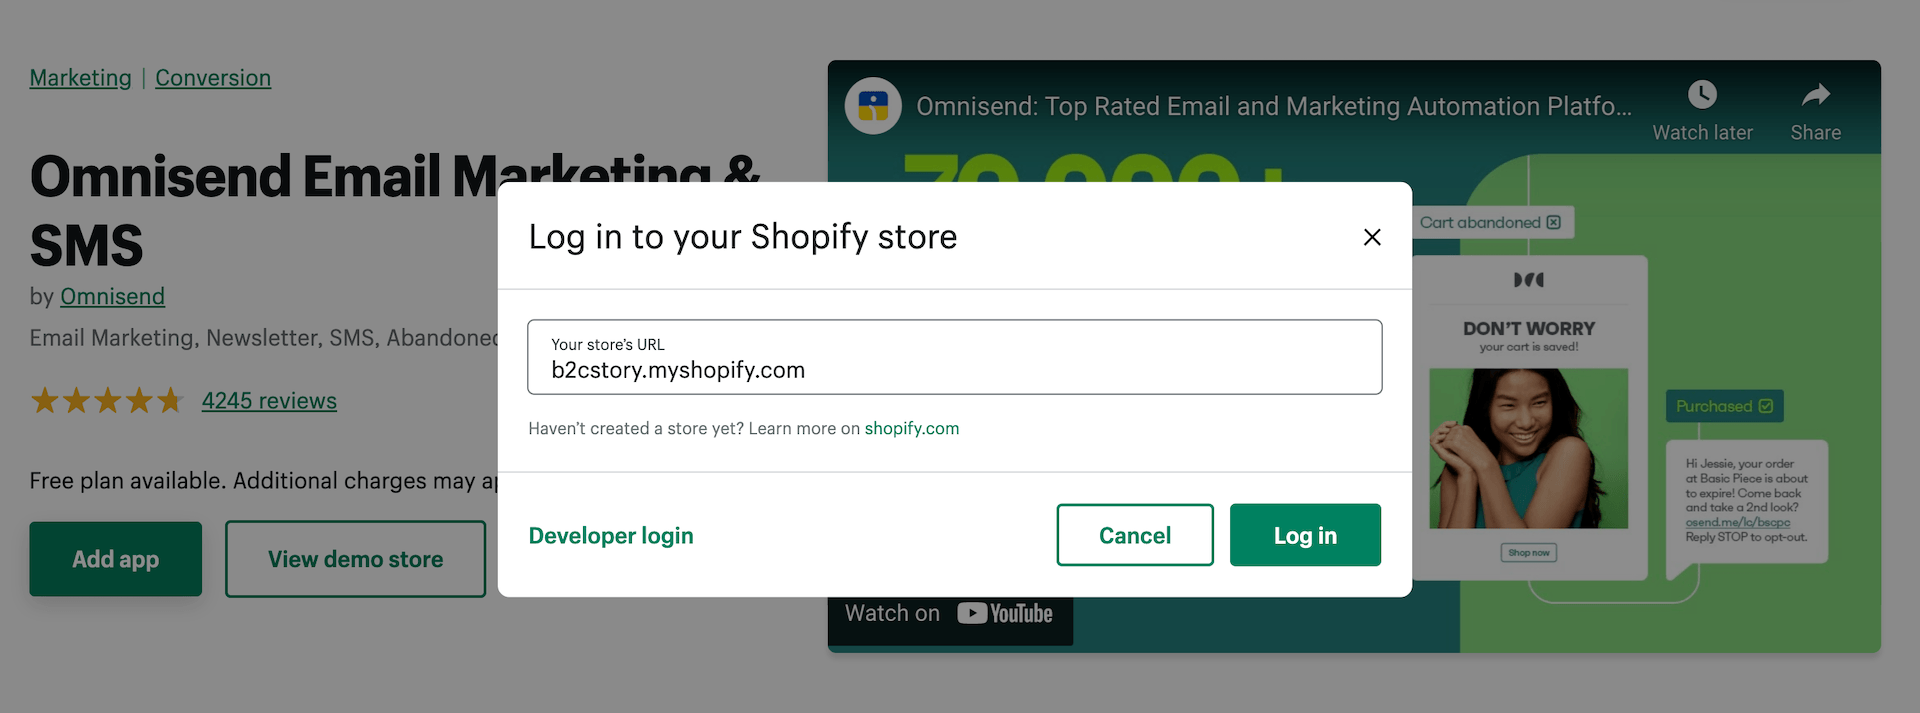 Marketing | Conversion
Omnisend Email Marketing &
SMS
by Omnisend
Email Marketing, Newsletter, SMS, Abandoned
4245 reviews
Free plan available. Additional charges may ap
Add app
View demo store
Log in to your Shopify store
Your store's URL
b2cstory.myshopify.com
Haven't created a store yet? Learn more on shopify.com
Developer login
Cancel
Log in
Omnisend: Top Rated Email and Marketing Automation Platfo...
Watch later
Share
Cart abandoned
DON'T WORRY
your cart is saved!
Shop now
Purchased
Hi Jessie, your order
at Basic Piece is about
to expire! Come back
and take a 2nd look?
osend.me/lc/bscpc
Reply STOP to opt-out.
Watch on YouTube